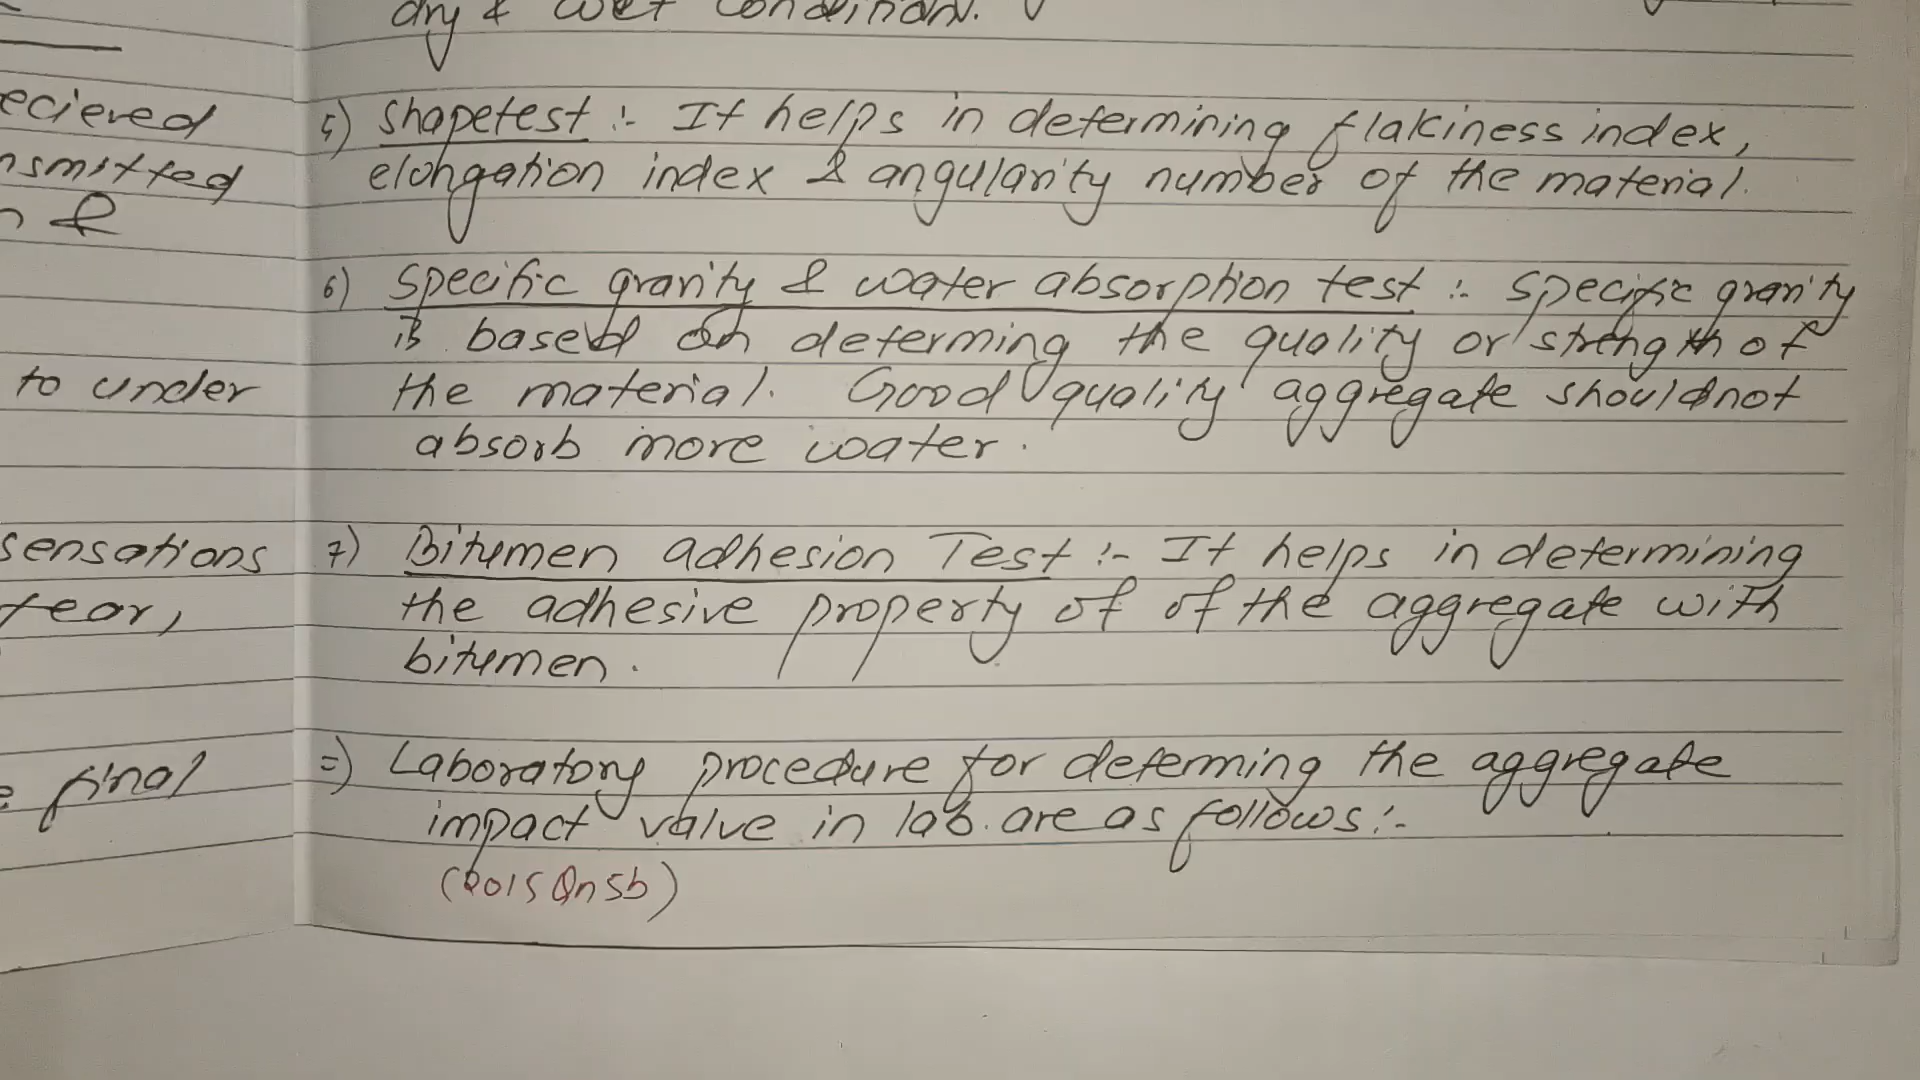 eciered
nsmitted
n &
to under
sensations
fear,
final
dry & wet condition.
5) shapetest :- It helps in determining flakiness index,
elongation index & angularity number of the material.
6) specific gravity & water absorption test :- specific gravity
is based on determing the quality or strength of
the material. Good quality aggregate should not
absorb more water.
7) Bitumen adhesion Test :- It helps in determining
the adhesive property of of the aggregate with
bitumen.
=) Laboratory procedure for determing the aggregate
impact value in lab. are as follows :-
(2015 Qn 5b)